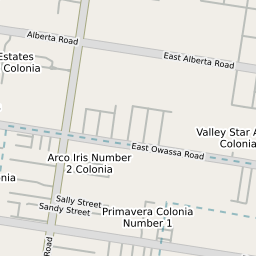 Alberta Road
East Alberta Road
Estates
Colonia
Valley Star A
Colonia
East Owassa Road
Arco Iris Number
2 Colonia
nia
Sally Street
Sandy Street
Primavera Colonia
Number 1
Road